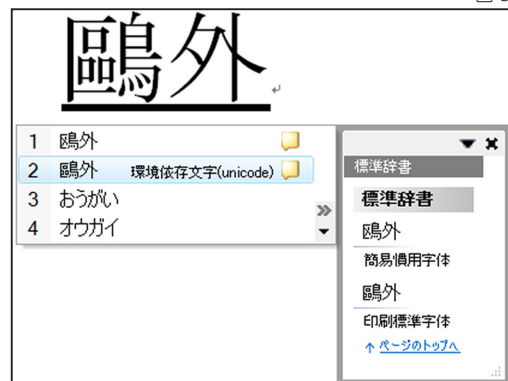 鷗外
1 鴎外
2 鷗外 環境依存文字(unicode)
3 おうがい
4 オウガイ
標準辞書
標準辞書
鴎外
簡易慣用字体
鷗外
印刷標準字体
↑ ページのトップへ